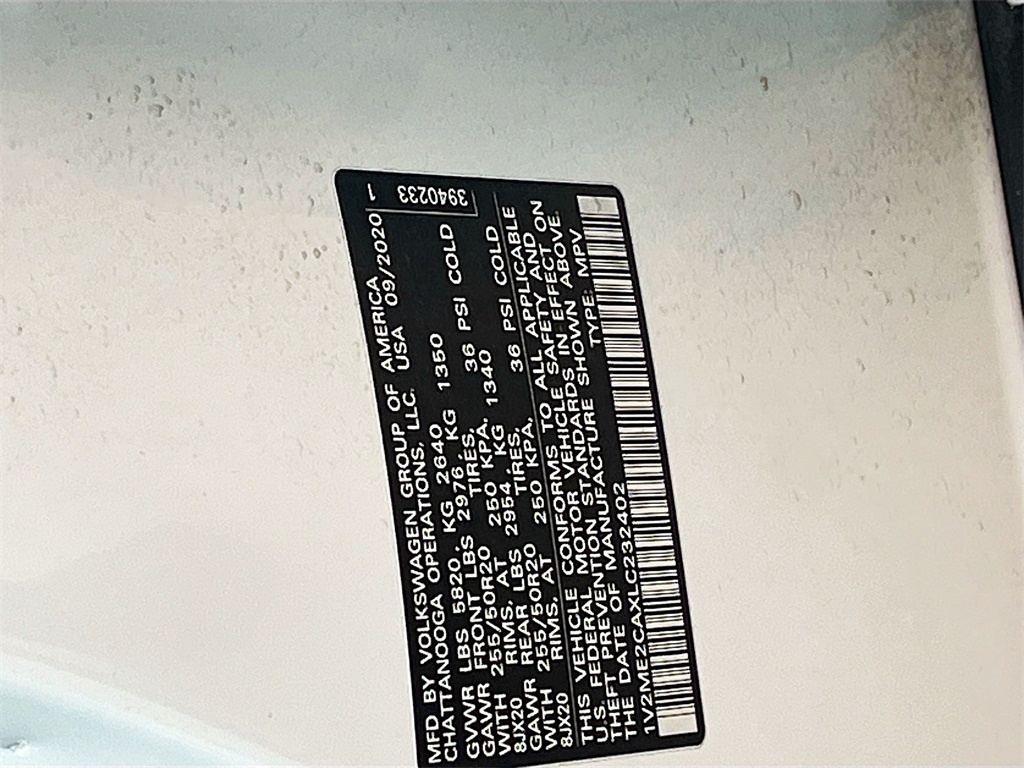 MFD BY VOLKSWAGEN GROUP OF AMERICA 1
CHATTANOOGA OPERATIONS, LLC. USA 09/2020
3940233
GVWR LBS 5820, KG 2640
GAWR FRONT LBS 2976, KG 1350
WITH 255/50R20 TIRES,
8JX20 RIMS, AT 250 KPA, 36 PSI COLD
GAWR REAR LBS 2954, KG 1340
WITH 255/50R20 TIRES,
8JX20 RIMS, AT 250 KPA, 36 PSI COLD
THIS VEHICLE CONFORMS TO ALL APPLICABLE
U.S. FEDERAL MOTOR VEHICLE SAFETY AND
THEFT PREVENTION STANDARDS IN EFFECT ON
THE DATE OF MANUFACTURE SHOWN ABOVE.
1V2ME2CAXLC232402 TYPE: MPV